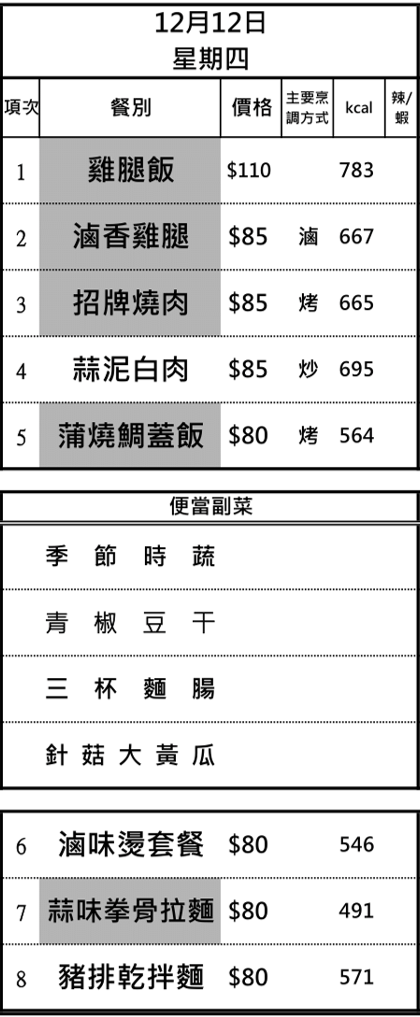 12月12日
星期四
項次 餐別 價格 主要烹調方式 kcal 辣/蝦
1 雞腿飯 $110 783
2 滷香雞腿 $85 滷 667
3 招牌燒肉 $85 烤 665
4 蒜泥白肉 $85 炒 695
5 蒲燒鯛蓋飯 $80 烤 564
便當副菜
季節時蔬
青椒豆干
三杯麵腸
針菇大黃瓜
6 滷味燙套餐 $80 546
7 蒜味拳骨拉麵 $80 491
8 豬排乾拌麵 $80 571